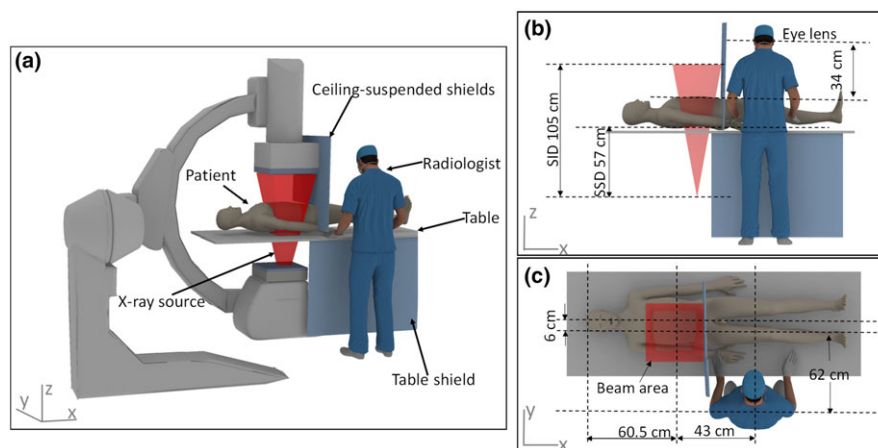 (a)
Ceiling-suspended shields
Patient
Radiologist
Table
X-ray source
Table shield
z
y
x
(b)
Eye lens
34 cm
SID 105 cm
SSD 57 cm
z
x
(c)
6 cm
Beam area
62 cm
y
x
60.5 cm
43 cm